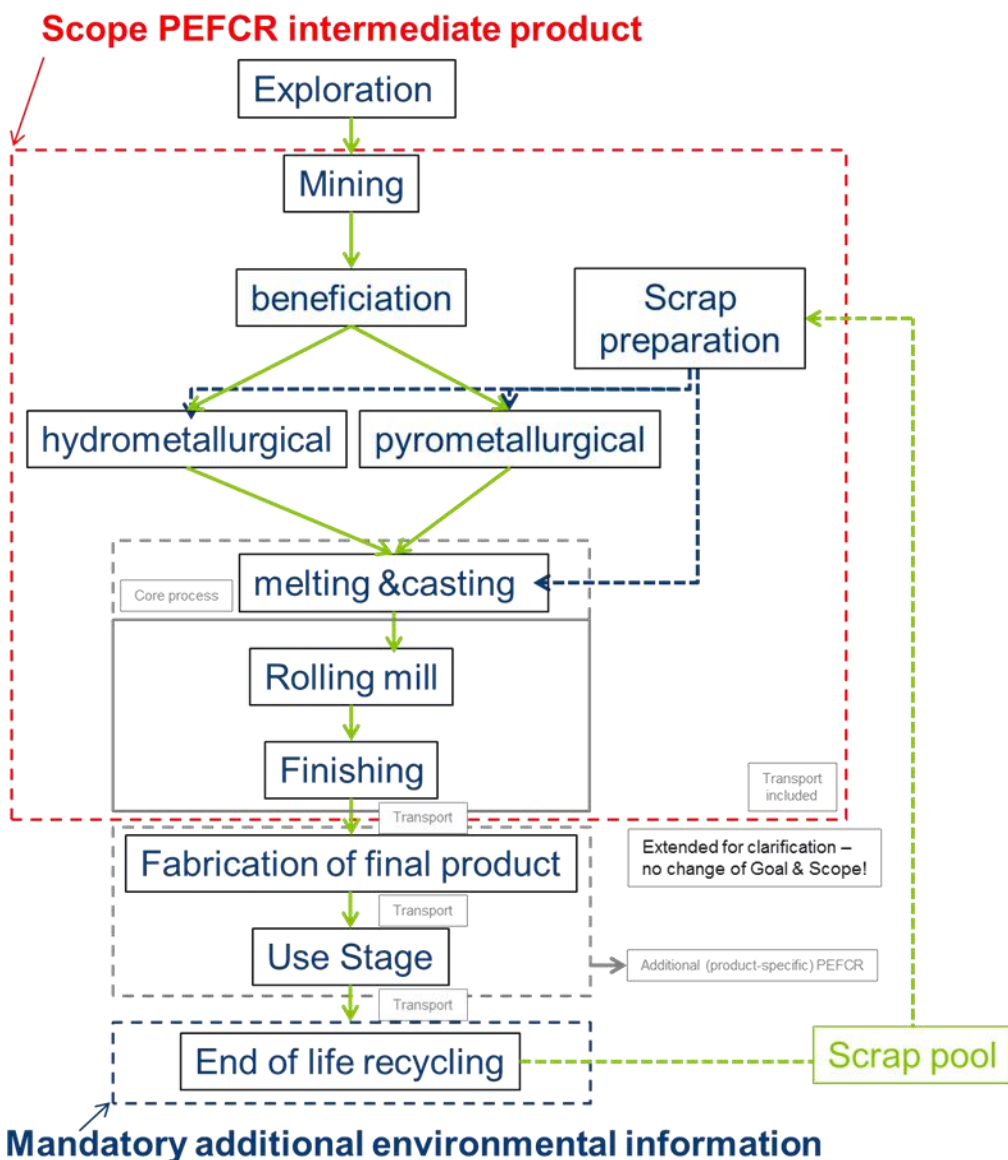 Scope PEFCR intermediate product
Exploration
Mining
beneficiation
Scrap
preparation
hydrometallurgical
pyrometallurgical
melting &casting
Core process
Rolling mill
Finishing
Transport
included
Transport
Fabrication of final product
Extended for clarification –
no change of Goal & Scope!
Transport
Use Stage
Additional (product-specific) PEFCR
Transport
End of life recycling
Scrap pool
Mandatory additional environmental information